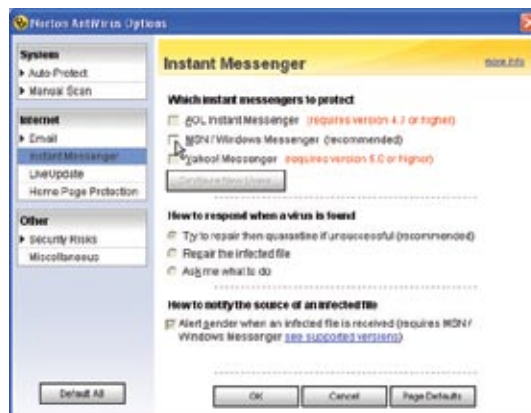 Norton AntiVirus Options
System
Auto-Protect
Manual Scan
Internet
Email
Instant Messenger
LiveUpdate
Home Page Protection
Other
Security Risks
Miscellaneous
Default All
Instant Messenger
more info
Which instant messengers to protect
AOL Instant Messenger (requires version 4.7 or higher)
MSN / Windows Messenger (recommended)
Yahoo! Messenger (requires version 5.0 or higher)
Configure New Users
How to respond when a virus is found
Try to repair then quarantine if unsuccessful (recommended)
Repair the infected file
Ask me what to do
How to notify the source of an infected file
Alert sender when an infected file is received (requires MSN /
Windows Messenger see supported versions)
OK
Cancel
Page Defaults